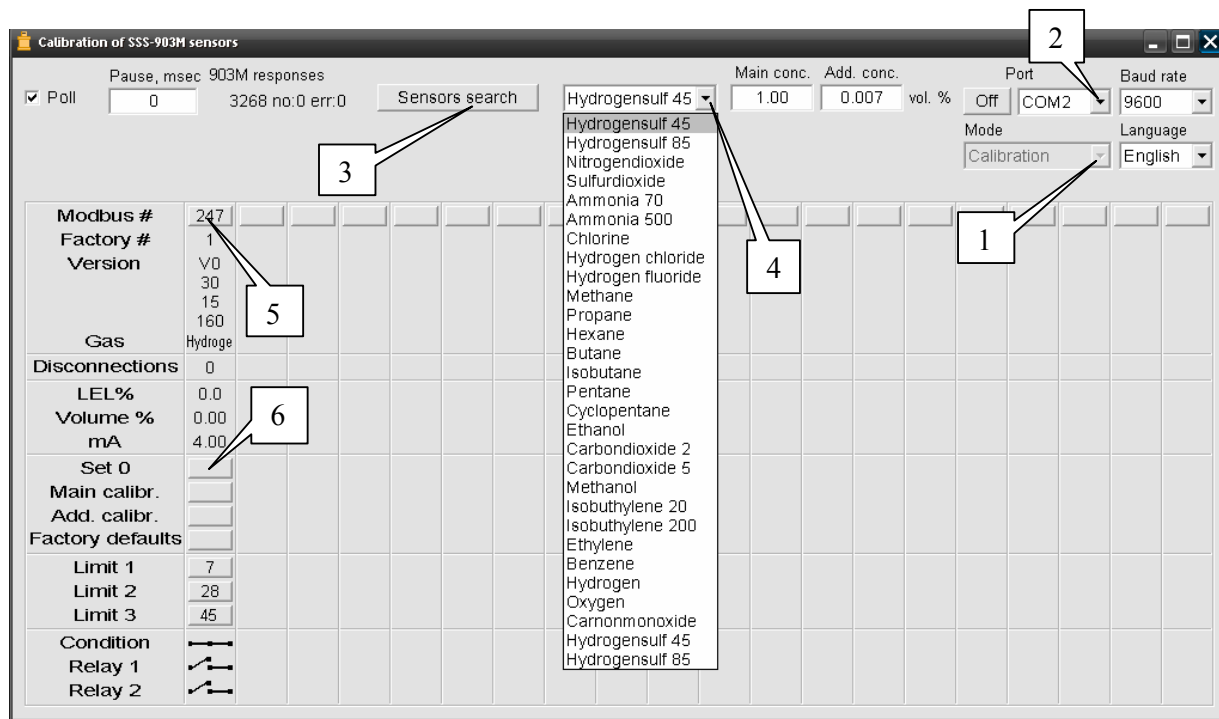 Calibration of SSS-903M sensors
2
Pause, msec 903M responses
Main conc. Add. conc.
Port
Baud rate
Poll 0 3268 no:0 err:0 Sensors search Hydrogensulf 45 1.00 0.007 vol. % Off COM2 9600
Mode Language
Calibration English
3
Hydrogensulf 45
Hydrogensulf 85
Nitrogendioxide
Sulfurdioxide
Ammonia 70
Ammonia 500
Chlorine
Hydrogen chloride
Hydrogen fluoride
Methane
Propane
Hexane
Butane
Isobutane
Pentane
Cyclopentane
Ethanol
Carbondioxide 2
Carbondioxide 5
Methanol
Isobuthylene 20
Isobuthylene 200
Ethylene
Benzene
Hydrogen
Oxygen
Carnonmonoxide
Hydrogensulf 45
Hydrogensulf 85
4
1
Modbus # 247
Factory # 1
Version V0
30
15
160
5
Gas Hydroge
Disconnections 0
LEL% 0.0
Volume % 0.00
mA 4.00
6
Set 0
Main calibr.
Add. calibr.
Factory defaults
Limit 1 7
Limit 2 28
Limit 3 45
Condition
Relay 1
Relay 2